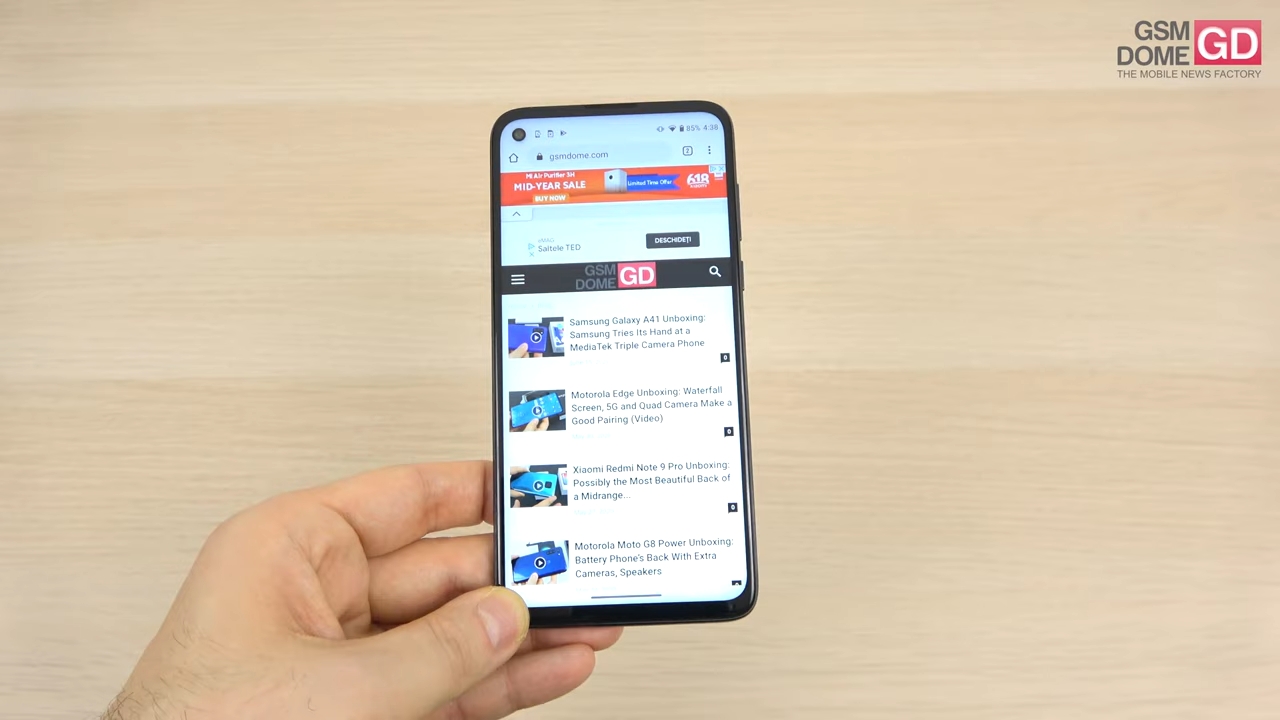 GSM
DOME GD
THE MOBILE NEWS FACTORY
85% 4:38
gsmdome.com
2
Mi Air Purifier 3H
MID-YEAR SALE
BUY NOW
Limited Time Offer
618
eMAG
Saltele TED
DESCHIDEȚI
GSM
DOME GD
Samsung Galaxy A41 Unboxing:
Samsung Tries Its Hand at a
MediaTek Triple Camera Phone
0
Motorola Edge Unboxing: Waterfall
Screen, 5G and Quad Camera Make a
Good Pairing (Video)
0
Xiaomi Redmi Note 9 Pro Unboxing:
Possibly the Most Beautiful Back of
a Midrange...
0
Motorola Moto G8 Power Unboxing:
Battery Phone's Back With Extra
Cameras, Speakers